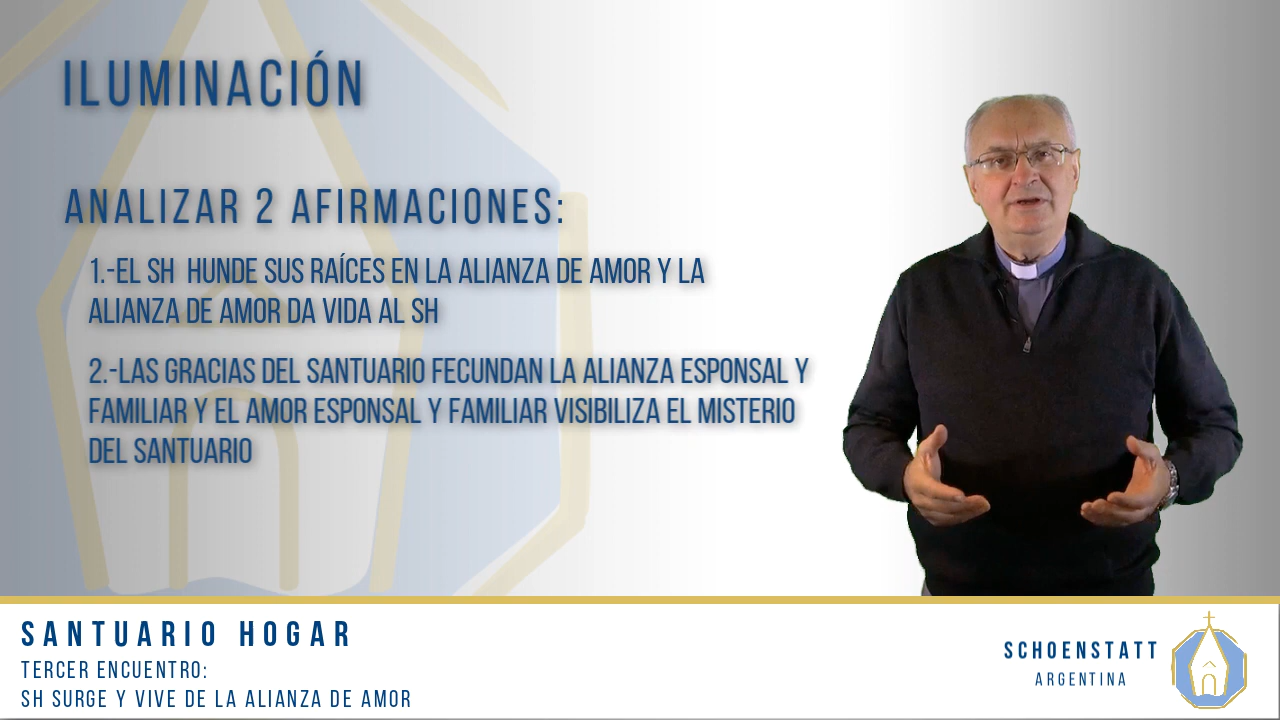 ILUMINACIÓN
ANALIZAR 2 AFIRMACIONES:
1.-EL SH HUNDE SUS RAÍCES EN LA ALIANZA DE AMOR Y LA
ALIANZA DE AMOR DA VIDA AL SH
2.-LAS GRACIAS DEL SANTUARIO FECUNDAN LA ALIANZA ESPONSAL Y
FAMILIAR Y EL AMOR ESPONSAL Y FAMILIAR VISIBILIZA EL MISTERIO
DEL SANTUARIO
SANTUARIO HOGAR
TERCER ENCUENTRO:
SH SURGE Y VIVE DE LA ALIANZA DE AMOR
SCHOENSTATT
ARGENTINA